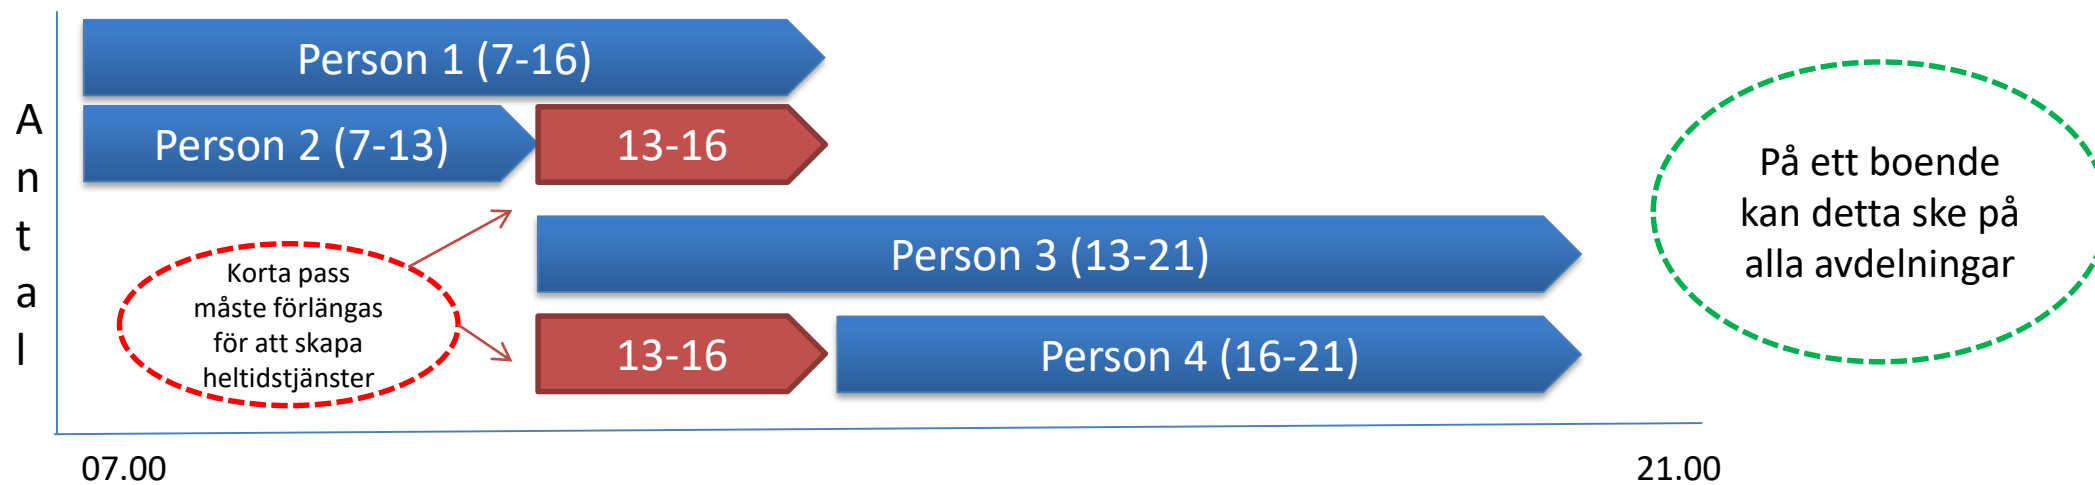 Antal
Person 1 (7-16)
Person 2 (7-13)
13-16
Person 3 (13-21)
13-16
Person 4 (16-21)
Korta pass
måste förlängas
för att skapa
heltidstjänster
På ett boende
kan detta ske på
alla avdelningar
07.00
21.00